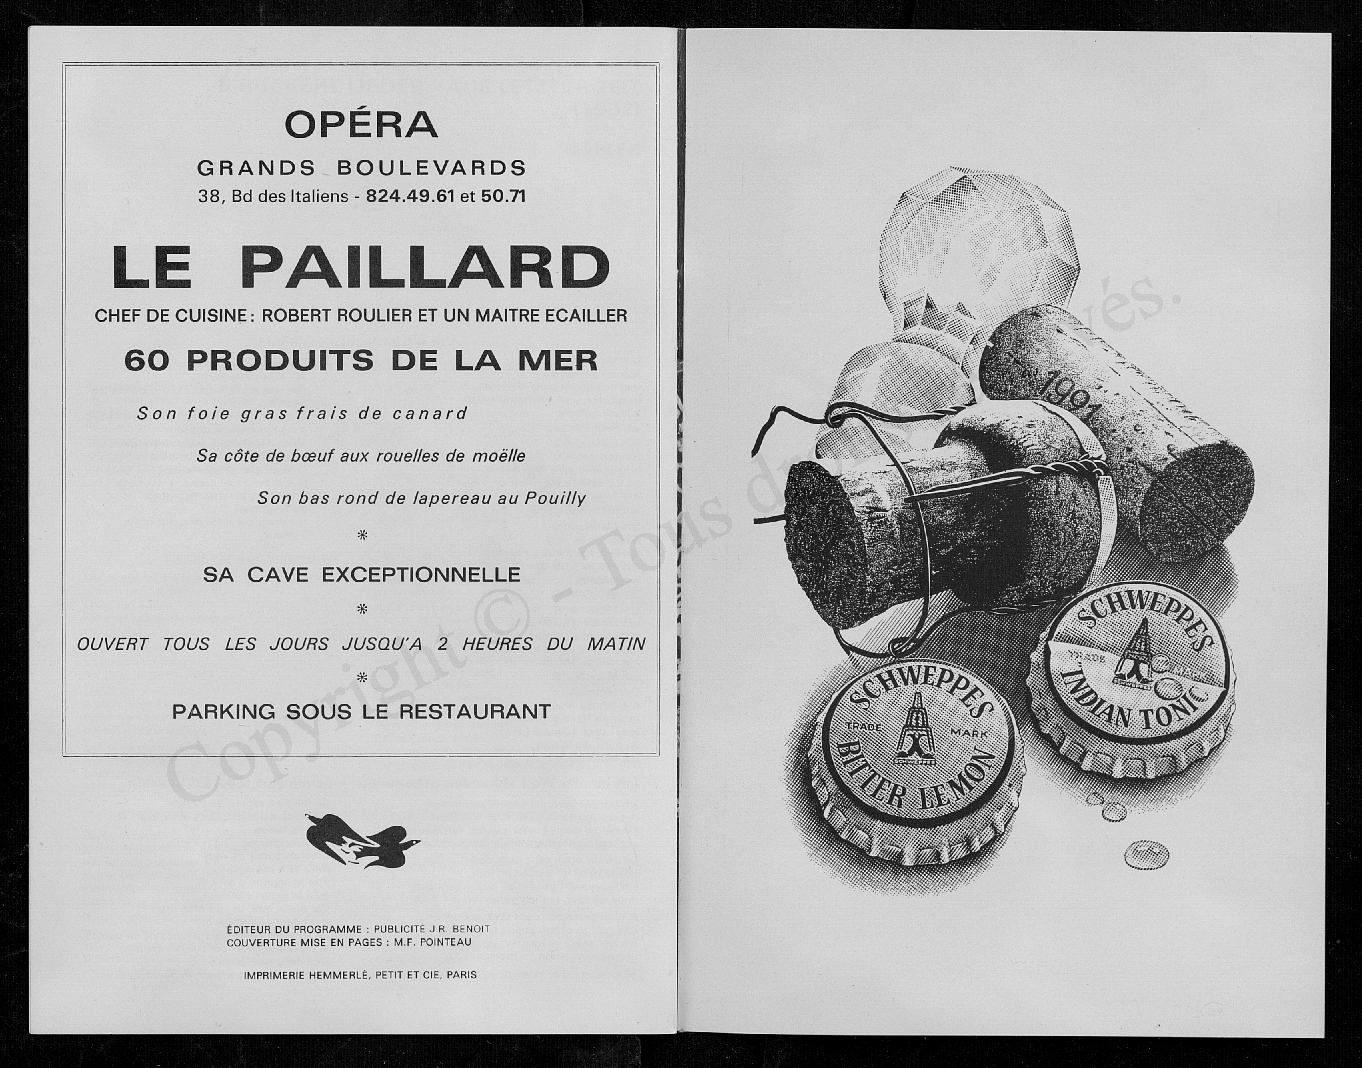 OPÉRA
GRANDS BOULEVARDS
38, Bd des Italiens - 824.49.61 et 50.71
LE PAILLARD
CHEF DE CUISINE: ROBERT ROULIER ET UN MAITRE ECAILLER
60 PRODUITS DE LA MER
Son foie gras frais de canard
Sa côte de bœuf aux rouelles de moëlle
Son bas rond de lapereau au Pouilly
*
SA CAVE EXCEPTIONNELLE
*
OUVERT TOUS LES JOURS JUSQU'A 2 HEURES DU MATIN
*
PARKING SOUS LE RESTAURANT
ÉDITEUR DU PROGRAMME : PUBLICITÉ J.R. BENOIT
COUVERTURE MISE EN PAGES : M.F. POINTEAU
IMPRIMERIE HEMMERLÉ, PETIT ET CIE, PARIS
1991
SCHWEPPES
TRADE
INDIAN TONIC
SCHWEPPES
TRADE MARK
BITTER LEMON
Copyright © - Tous dro vés.